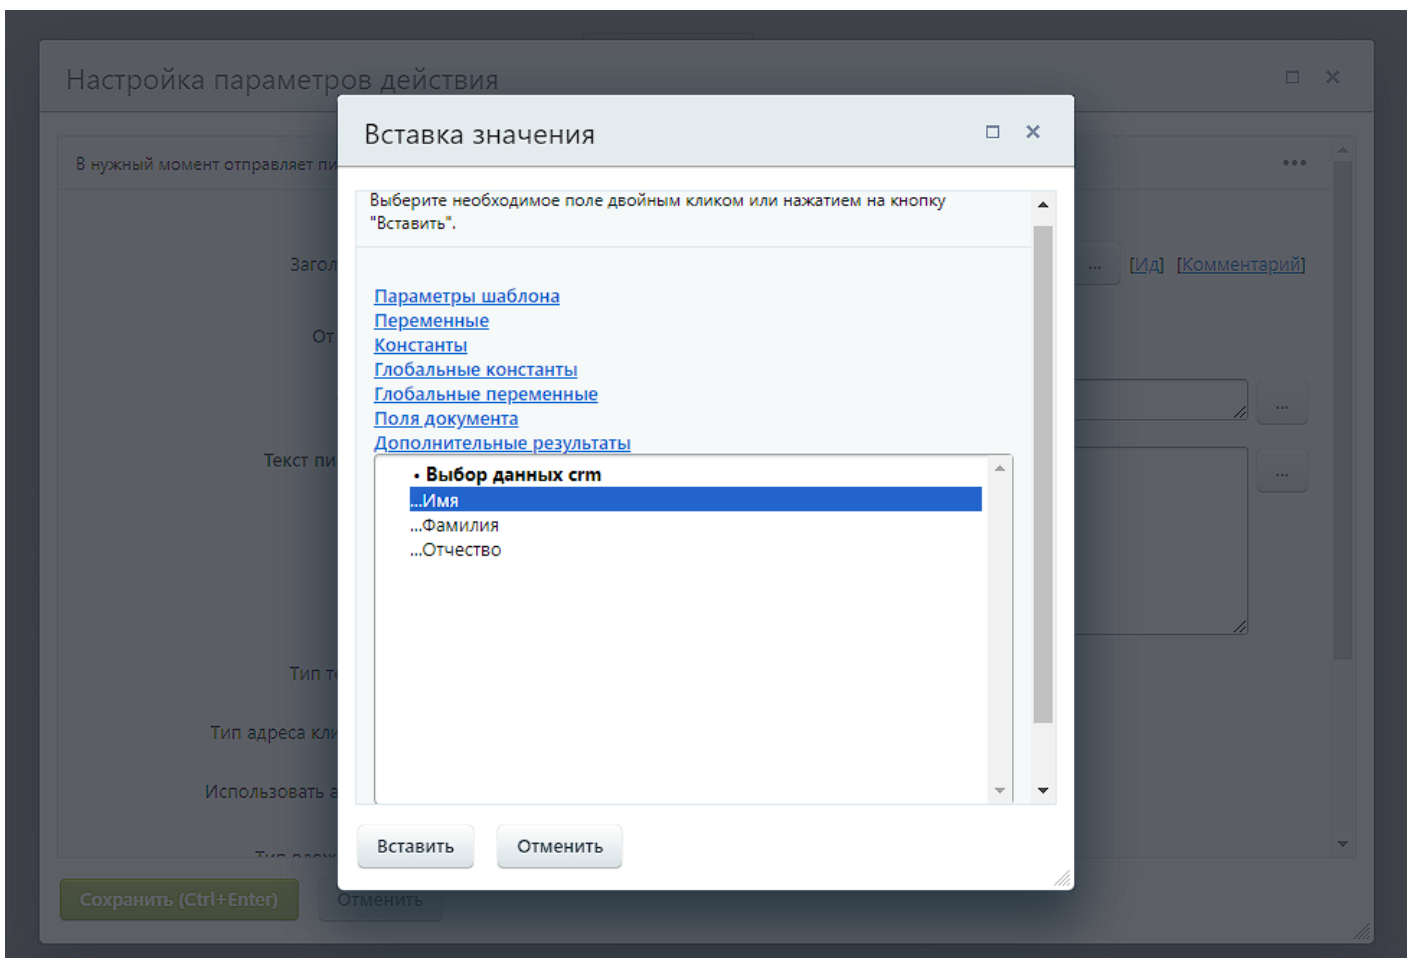 Настройка параметров действия
Вставка значения
В нужный момент отправляет пи
Выберите необходимое поле двойным кликом или нажатием на кнопку
"Вставить".
Загол
... [Ид] [Комментарий]
Параметры шаблона
Переменные
От
Константы
Глобальные константы
Глобальные переменные
...
Поля документа
Дополнительные результаты
Текст пи
...
• Выбор данных crm
...Имя
...Фамилия
...Отчество
Тип т
Тип адреса кли
Использовать а
Вставить Отменить
Сохранить (Ctrl+Enter) Отменить